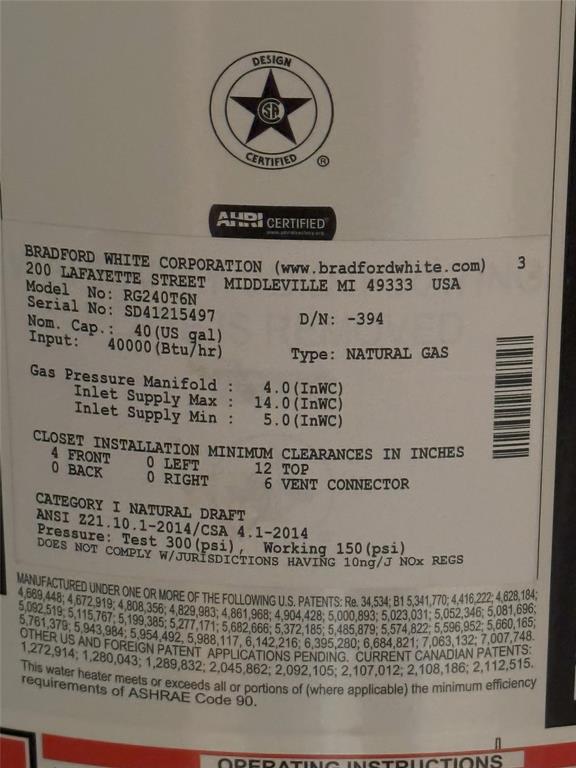 DESIGN
CERTIFIED ®
AHRI CERTIFIED®
www.ahridirectory.org
BRADFORD WHITE CORPORATION (www.bradfordwhite.com) 3
200 LAFAYETTE STREET MIDDLEVILLE MI 49333 USA
Model No: RG240T6N
Serial No: SD41215497 D/N: -394
Nom. Cap.: 40(US gal)
Input: 40000(Btu/hr) Type: NATURAL GAS
Gas Pressure Manifold : 4.0(InWC)
Inlet Supply Max : 14.0(InWC)
Inlet Supply Min : 5.0(InWC)
CLOSET INSTALLATION MINIMUM CLEARANCES IN INCHES
4 FRONT 0 LEFT 12 TOP
0 BACK 0 RIGHT 6 VENT CONNECTOR
CATEGORY I NATURAL DRAFT
ANSI Z21.10.1-2014/CSA 4.1-2014
Pressure: Test 300(psi), Working 150(psi)
DOES NOT COMPLY W/JURISDICTIONS HAVING 10ng/J NOx REGS
MANUFACTURED UNDER ONE OR MORE OF THE FOLLOWING U.S. PATENTS: Re. 34,534; B1 5,341,770; 4,416,222; 4,628,184;
4,669,448; 4,672,919; 4,808,356; 4,829,983; 4,861,968; 4,904,428; 5,000,893; 5,023,031; 5,052,346; 5,081,696;
5,092,519; 5,115,767; 5,199,385; 5,277,171; 5,682,666; 5,372,185; 5,485,879; 5,574,822; 5,596,952; 5,660,165;
5,761,379; 5,943,984; 5,954,492; 5,988,117; 6,142,216; 6,395,280; 6,684,821; 7,063,132; 7,007,748.
OTHER US AND FOREIGN PATENT APPLICATIONS PENDING. CURRENT CANADIAN PATENTS:
1,272,914; 1,280,043; 1,289,832; 2,045,862; 2,092,105; 2,107,012; 2,108,186; 2,112,515.
This water heater meets or exceeds all or portions of (where applicable) the minimum efficiency
requirements of ASHRAE Code 90.
OPERATING INSTRUCTIONS